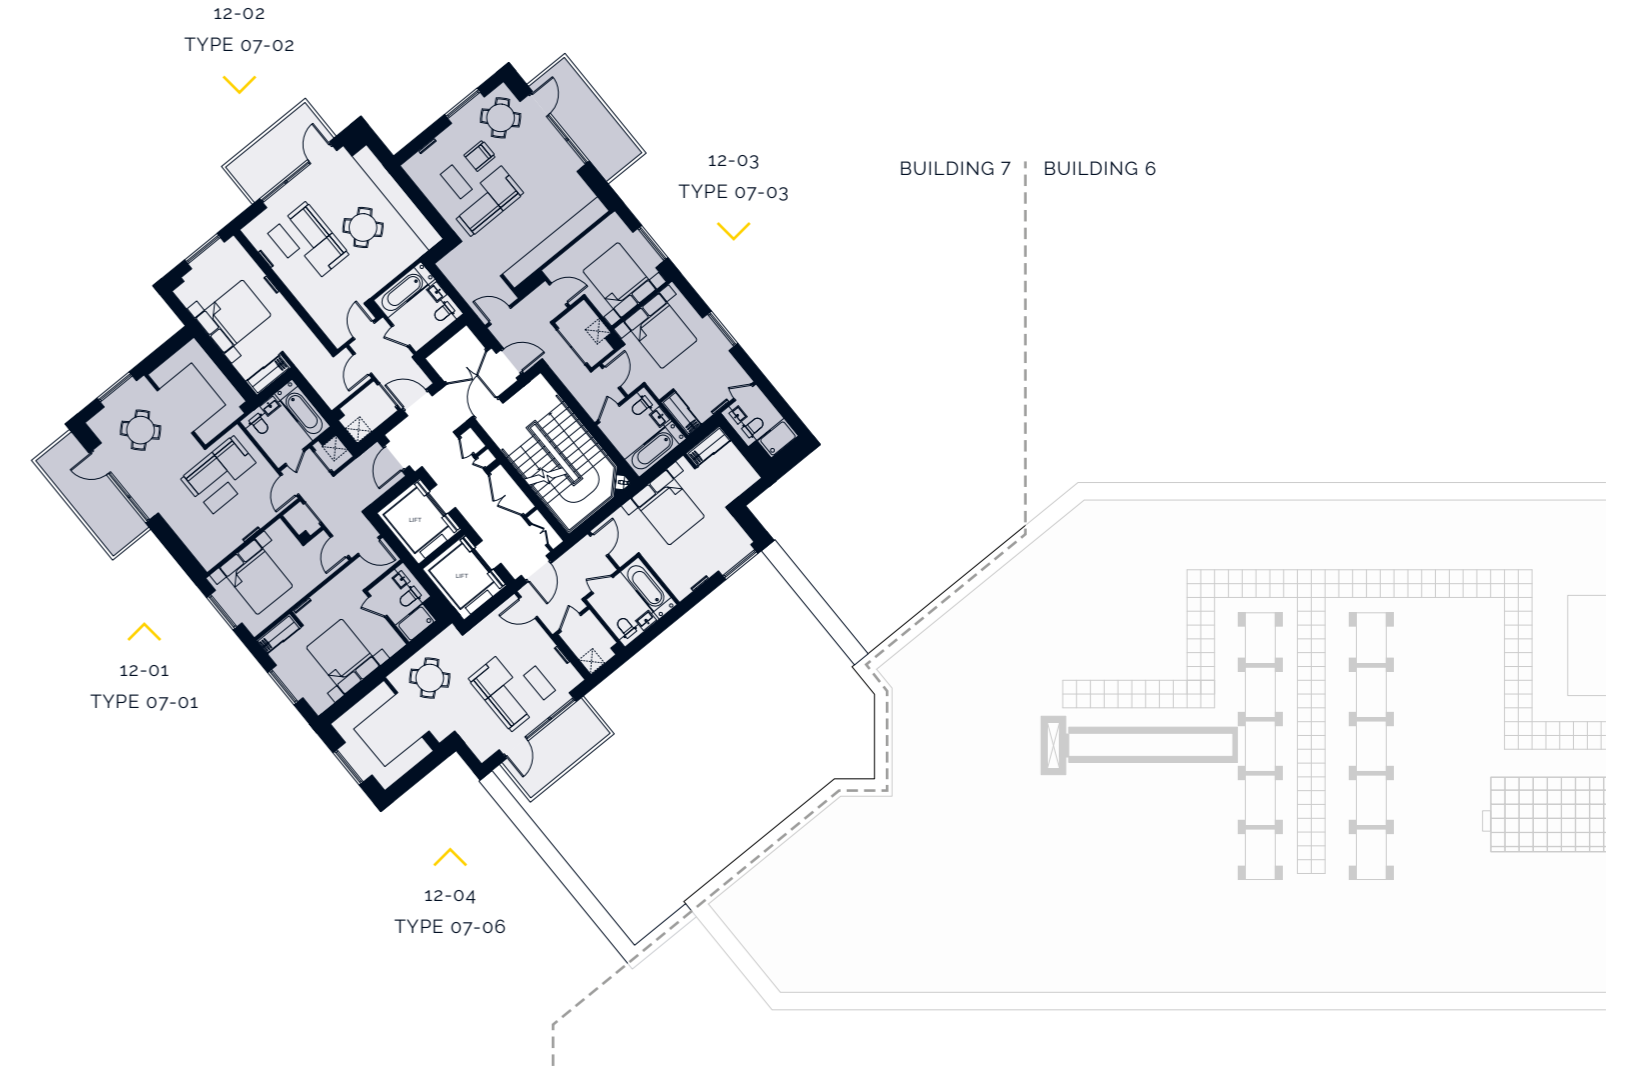 12-02
TYPE 07-02
12-03
TYPE 07-03
BUILDING 7
BUILDING 6
LIFT
LIFT
12-01
TYPE 07-01
12-04
TYPE 07-06